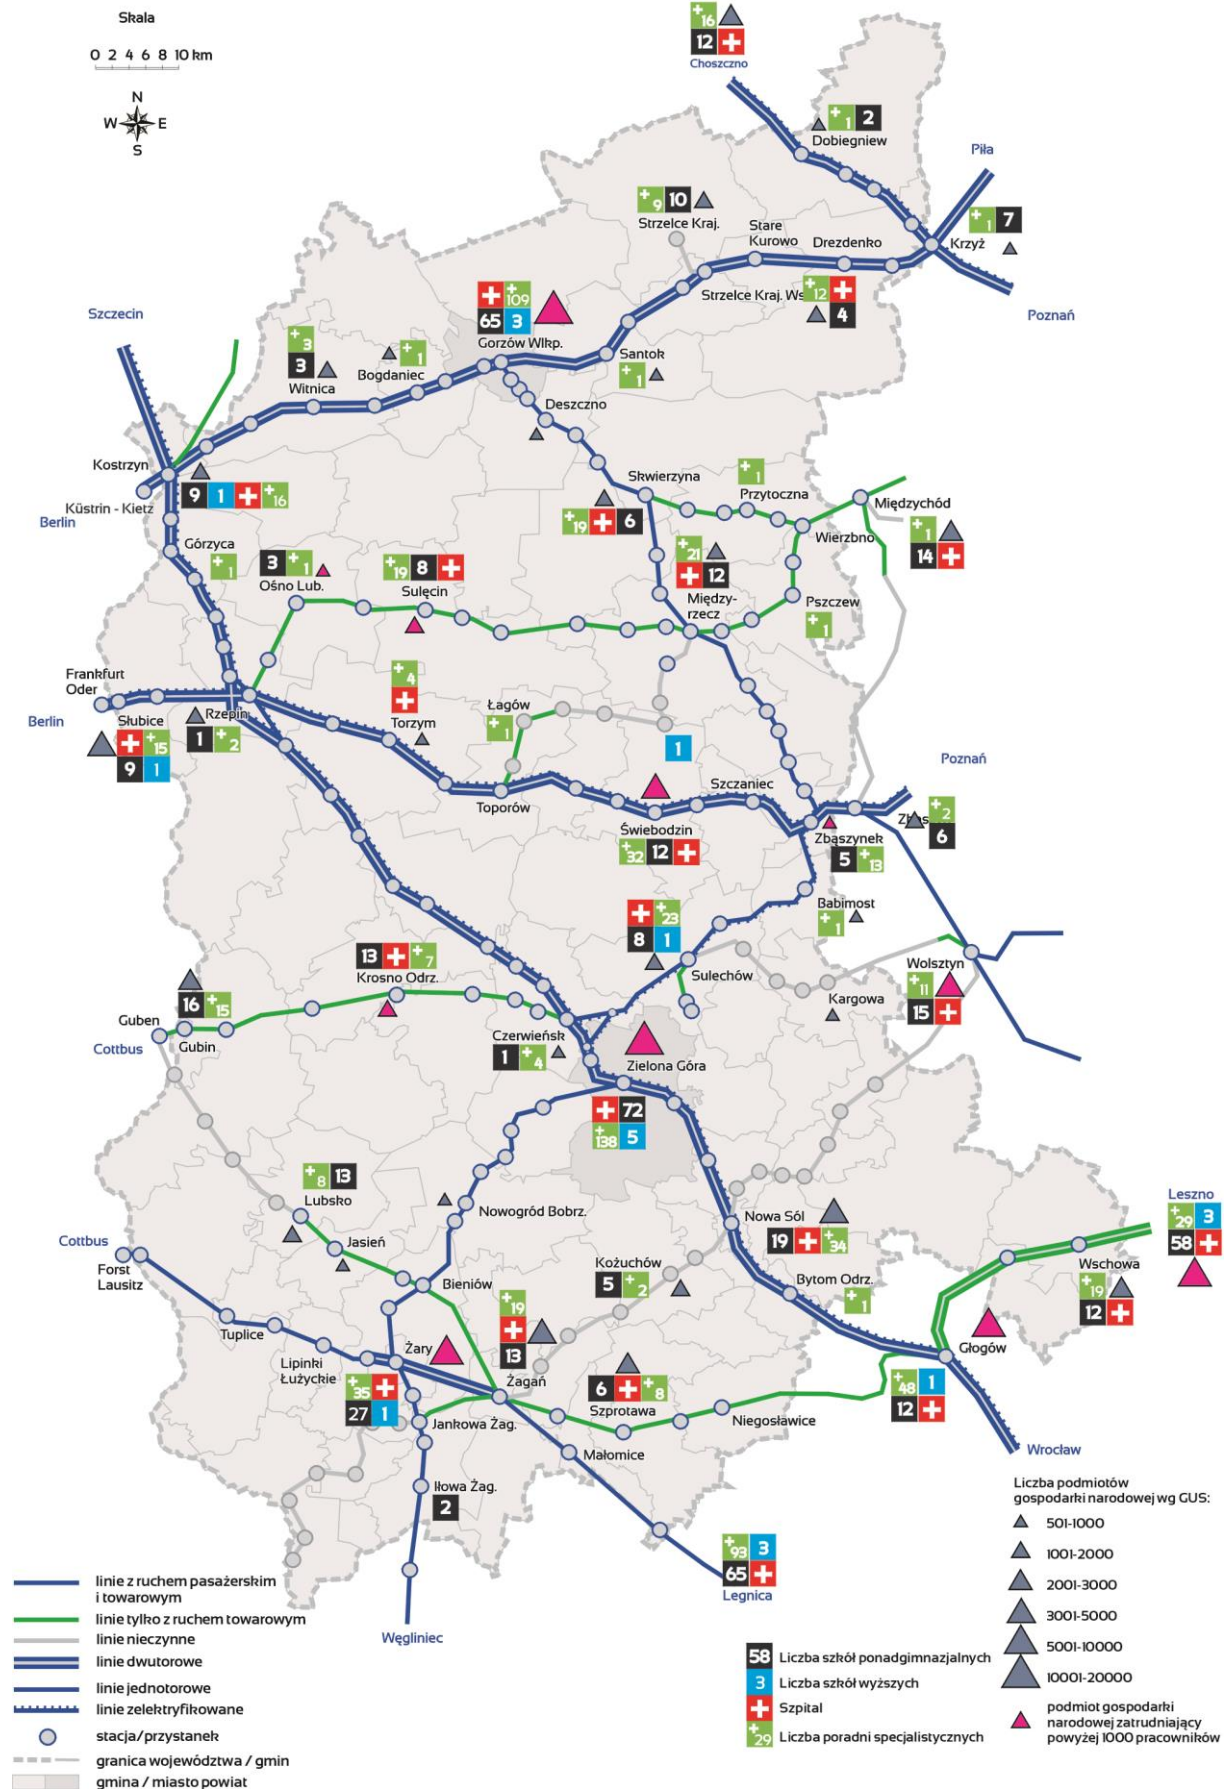 Skala
0 2 4 6 8 10 km
N
W E
S
16
12
Choszczno
1 2
Dobiegniew
Piła
9 10
Strzelce Kraj.
Stare
Kurowo
Drezdenko
1 7
Krzyż
Strzelce Kraj. Ws
12
4
Poznań
109
65 3
Gorzów Wlkp.
Szczecin
3
3
Witnica
1
Bogdaniec
Santok
1
Deszczno
Kostrzyn
9 1 16
Küstrin - Kietz
Berlin
Skwierzyna
19 6
1
Przytoczna
Międzychód
1
14
Wierzbno
Górzyca
1
3 1
Ośno Lub.
19 8
Sulęcin
21
12
Między-
rzecz
Pszczew
1
Frankfurt
Oder
Berlin
Słubice
15
9 1
Rzepin
1 2
4
Torzym
Łagów
1
1
Toporów
Szczaniec
Poznań
Świebodzin
32 12
Zbąs
2
6
Zbąszynek
5 13
Babimost
1
23
8 1
Sulechów
Kargowa
Wolsztyn
11
15
13 7
Krosno Odrz.
16 15
Guben
Gubin
Cottbus
Czerwieńsk
1 4
Zielona Góra
72
138 5
8 13
Lubsko
Nowogród Bobrz.
Nowa Sól
19 34
Leszno
29 3
58
Jasień
Cottbus
Forst
Lausitz
Bieniów
Kożuchów
5 2
Bytom Odrz.
1
Wschowa
19
12
Tuplice
19
13
Żagań
Żary
Lipinki
Łużyckie
35
27 1
Głogów
48 1
12
6 8
Szprotawa
Niegosławice
Jankowa Żag.
Małomice
Wrocław
Iłowa Żag.
2
93 3
65
Legnica
Węgliniec
linie z ruchem pasażerskim
i towarowym
linie tylko z ruchem towarowym
linie nieczynne
linie dwutorowe
linie jednotorowe
linie zelektryfikowane
stacja/przystanek
granica województwa / gmin
gmina / miasto powiat
58 Liczba szkół ponadgimnazjalnych
3 Liczba szkół wyższych
Szpital
29 Liczba poradni specjalistycznych
Liczba podmiotów
gospodarki narodowej wg GUS:
501-1000
1001-2000
2001-3000
3001-5000
5001-10000
10001-20000
podmiot gospodarki
narodowej zatrudniający
powyżej 1000 pracowników